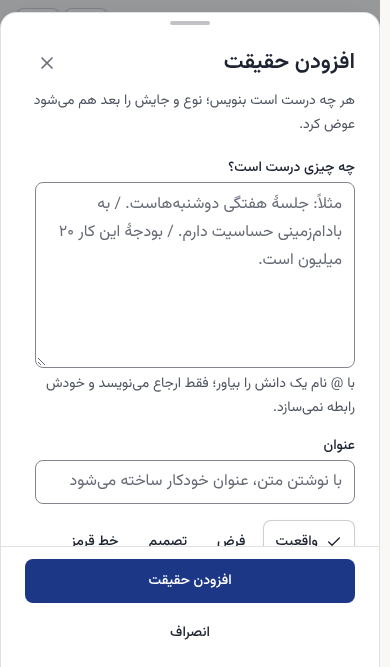 افزودن حقیقت
هر چه درست است بنویس؛ نوع و جایش را بعد هم می‌شود
عوض کرد.
چه چیزی درست است؟
مثلاً: جلسهٔ هفتگی دوشنبه‌هاست. / به
بادام‌زمینی حساسیت دارم. / بودجهٔ این کار ۲۰
میلیون است.
با @ نام یک دانش را بیاور؛ فقط ارجاع می‌نویسد و خودش
رابطه نمی‌سازد.
عنوان
با نوشتن متن، عنوان خودکار ساخته می‌شود
واقعیت فرض تصمیم خط قرمز
افزودن حقیقت
انصراف